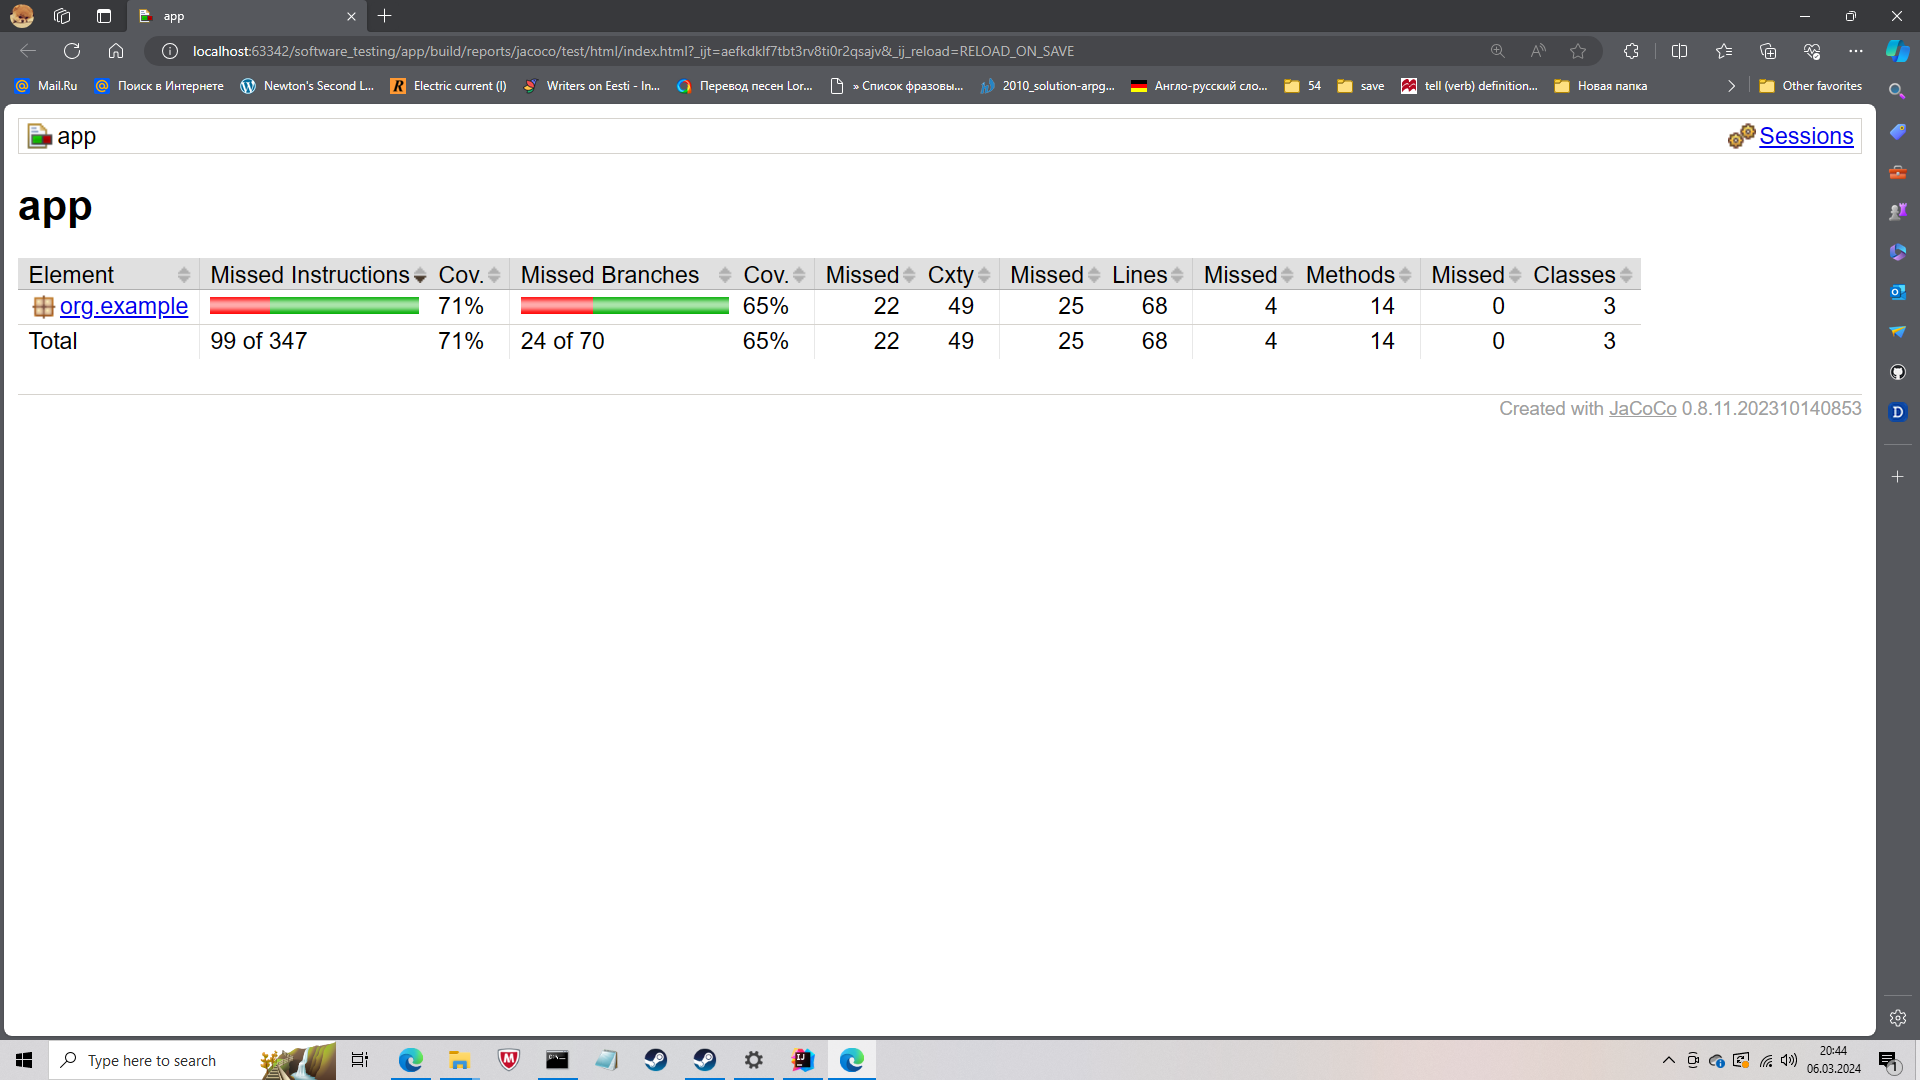 app
localhost:63342/software_testing/app/build/reports/jacoco/test/html/index.html?_ijt=aefkdklf7tbt3rv8ti0r2qsajv&_ij_reload=RELOAD_ON_SAVE
Mail.Ru Поиск в Интернете Newton's Second L... Electric current (I) Writers on Eesti - In... Перевод песен Lor... » Список фразовы... 2010_solution-arpg... Англо-русский сло... 54 save tell (verb) definition... Новая папка Other favorites
app Sessions
app
Element Missed Instructions Cov. Missed Branches Cov. Missed Cxty Missed Lines Missed Methods Missed Classes
org.example 71% 65% 22 49 25 68 4 14 0 3
Total 99 of 347 71% 24 of 70 65% 22 49 25 68 4 14 0 3
Created with JaCoCo 0.8.11.202310140853
Type here to search
20:44
06.03.2024
1